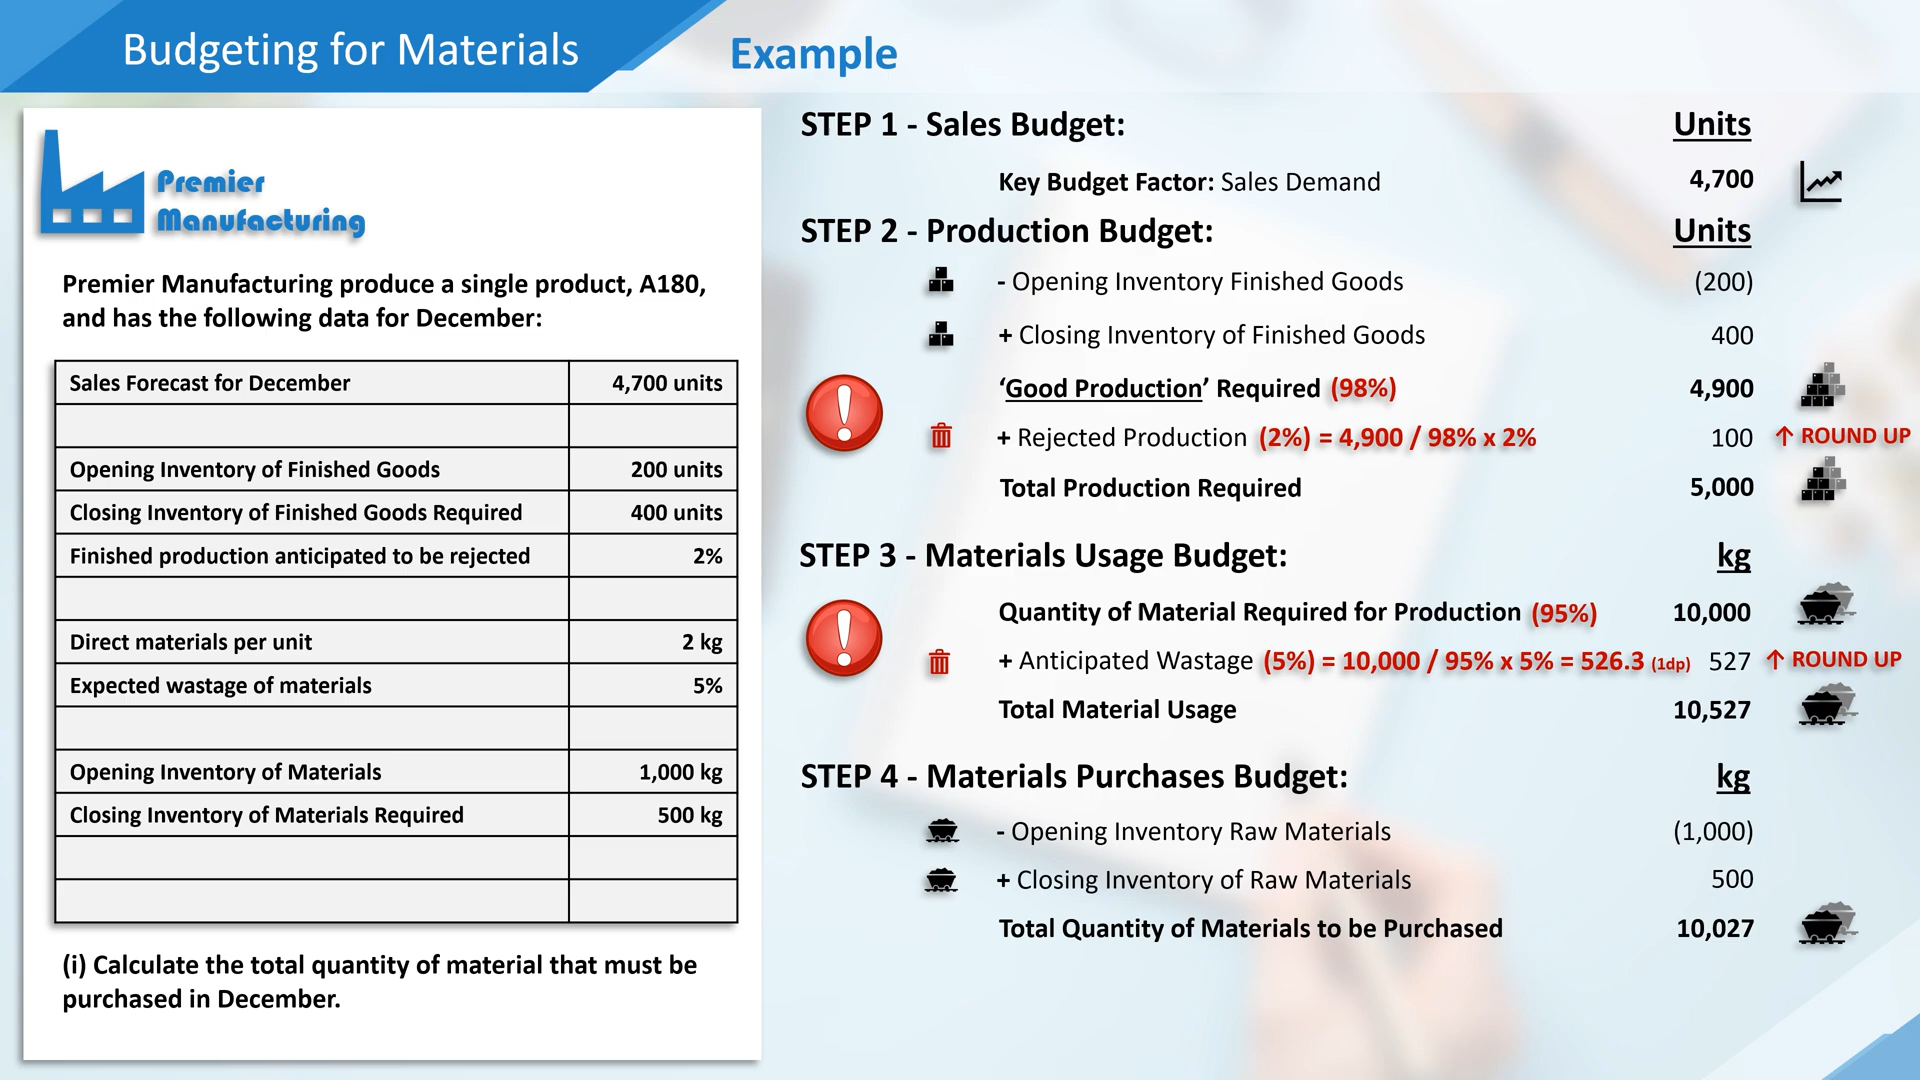 Budgeting for Materials
Example
Premier
Manufacturing
Premier Manufacturing produce a single product, A180,
and has the following data for December:
Sales Forecast for December 4,700 units
Opening Inventory of Finished Goods 200 units
Closing Inventory of Finished Goods Required 400 units
Finished production anticipated to be rejected 2%
Direct materials per unit 2 kg
Expected wastage of materials 5%
Opening Inventory of Materials 1,000 kg
Closing Inventory of Materials Required 500 kg
(i) Calculate the total quantity of material that must be
purchased in December.
STEP 1 - Sales Budget: Units
Key Budget Factor: Sales Demand 4,700
STEP 2 - Production Budget: Units
- Opening Inventory Finished Goods (200)
+ Closing Inventory of Finished Goods 400
‘Good Production’ Required (98%) 4,900
+ Rejected Production (2%) = 4,900 / 98% x 2% 100 ↑ ROUND UP
Total Production Required 5,000
STEP 3 - Materials Usage Budget: kg
Quantity of Material Required for Production (95%) 10,000
+ Anticipated Wastage (5%) = 10,000 / 95% x 5% = 526.3 (1dp) 527 ↑ ROUND UP
Total Material Usage 10,527
STEP 4 - Materials Purchases Budget: kg
- Opening Inventory Raw Materials (1,000)
+ Closing Inventory of Raw Materials 500
Total Quantity of Materials to be Purchased 10,027